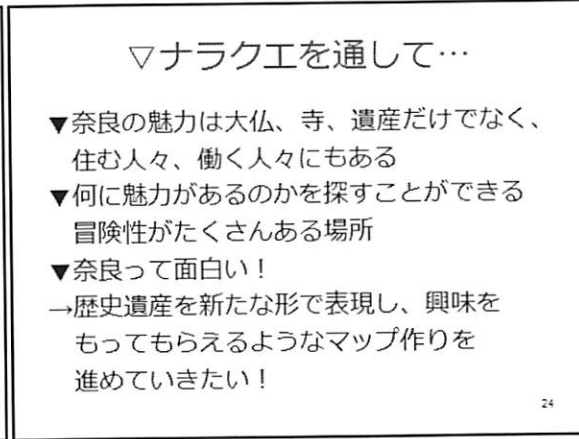 ▽ナラクエを通して…
▼奈良の魅力は大仏、寺、遺産だけでなく、
住む人々、働く人々にもある
▼何に魅力があるのかを探すことができる
冒険性がたくさんある場所
▼奈良って面白い！
→歴史遺産を新たな形で表現し、興味を
もってもらえるようなマップ作りを
進めていきたい！
24